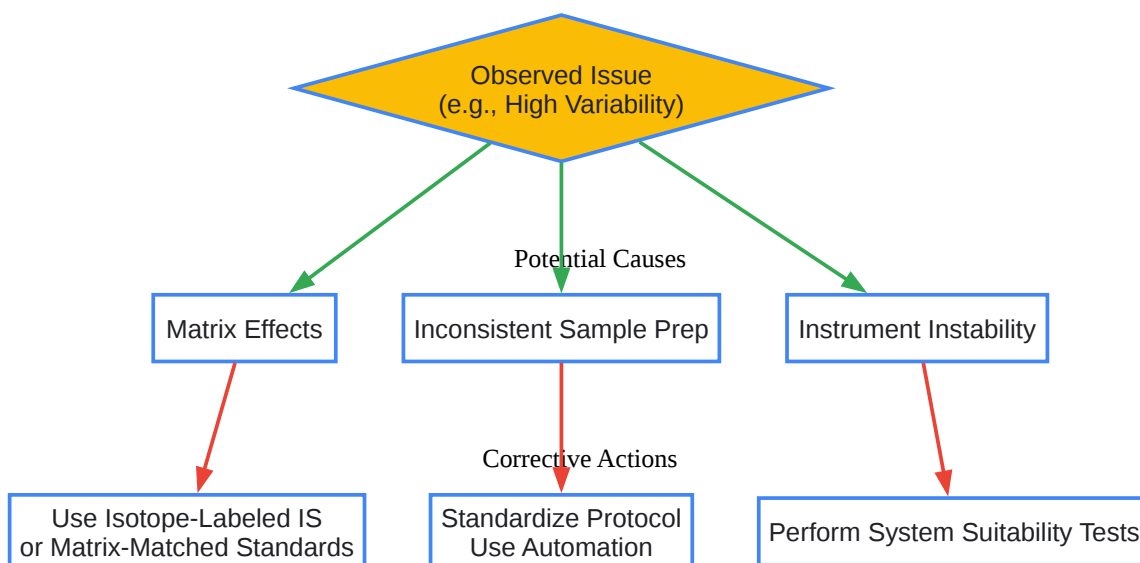 Observed Issue
(e.g., High Variability)
Potential Causes
Matrix Effects
Inconsistent Sample Prep
Instrument Instability
Corrective Actions
Use Isotope-Labeled IS
or Matrix-Matched Standards
Standardize Protocol
Use Automation
Perform System Suitability Tests